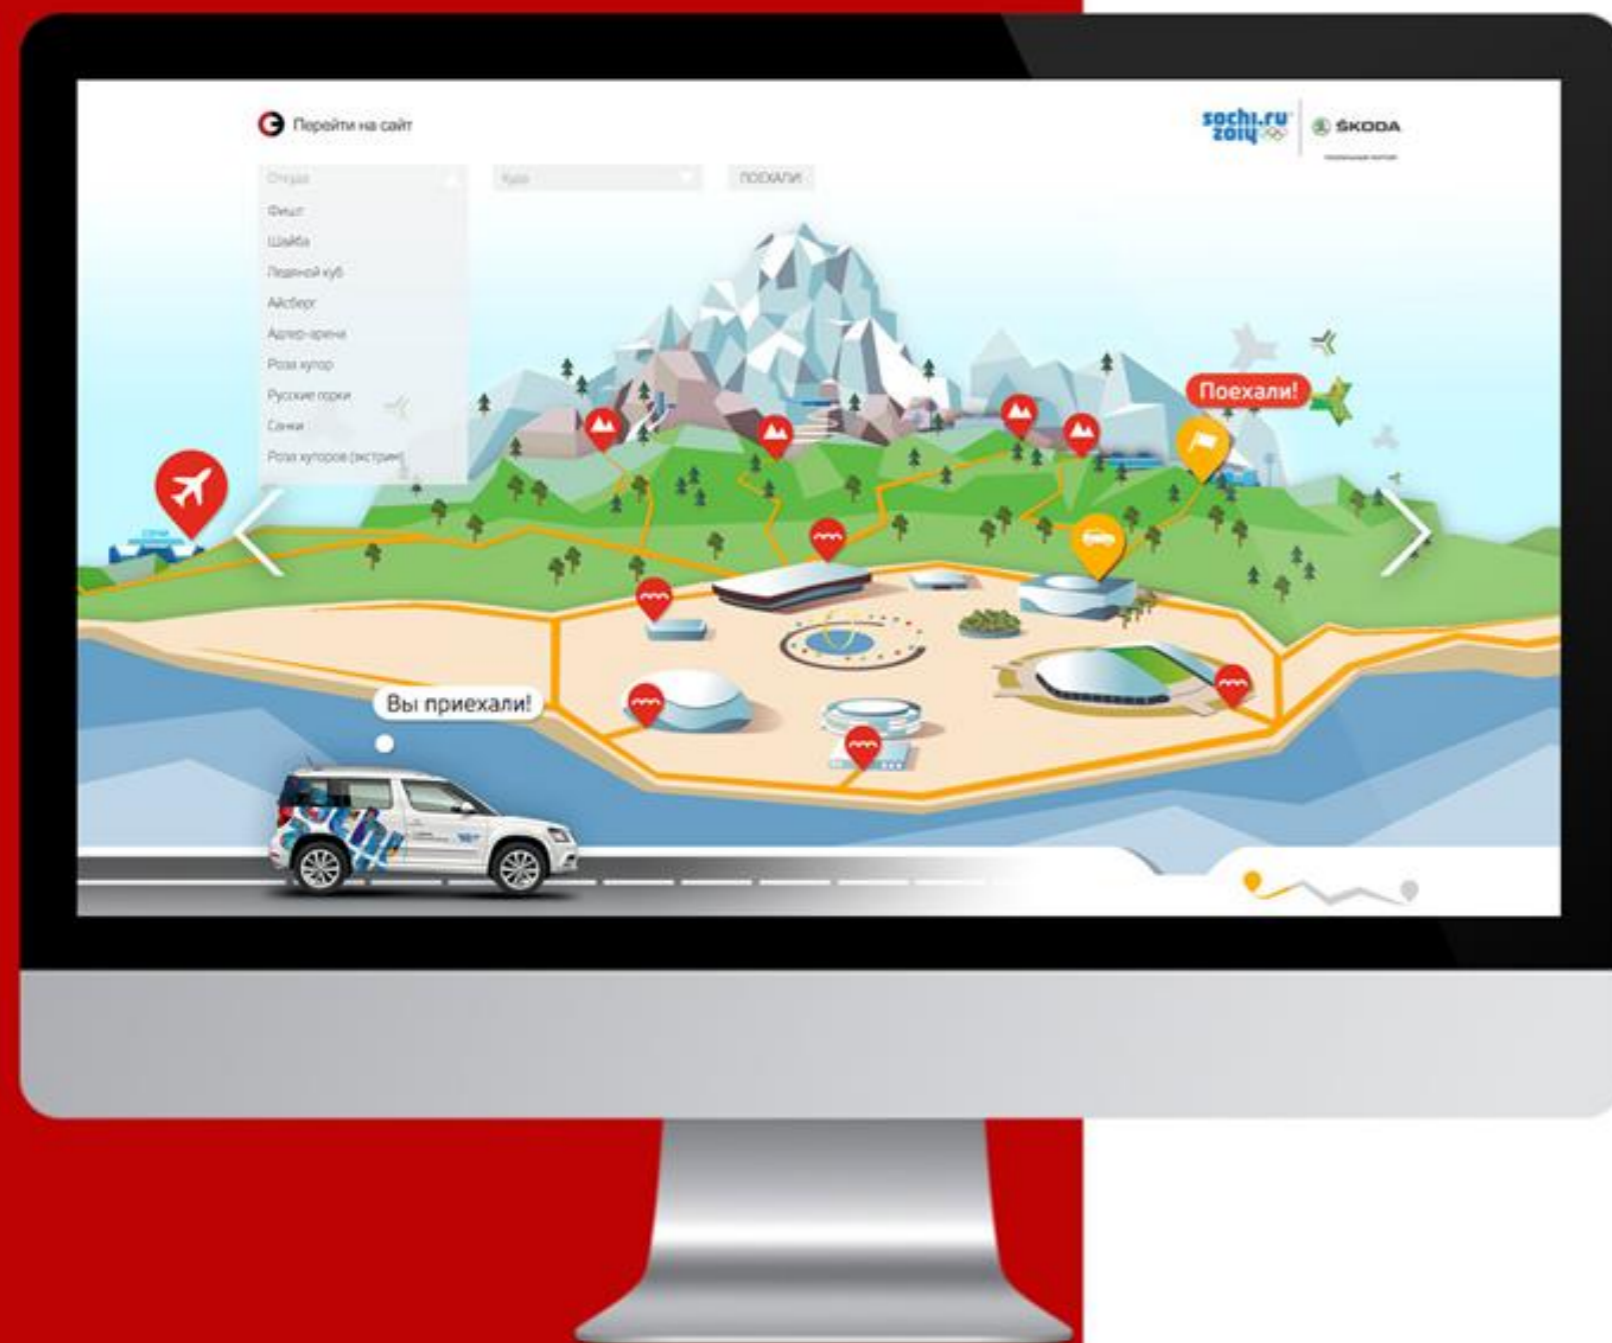 Перейти на сайт
sochi.ru
2014
ŠKODA
Откуда
Куда
ПОЕХАЛИ!
Фишт
Шайба
Ледяной куб
Айсберг
Адлер-арена
Роза хутор
Русские горки
Санки
Роза хуторов (экстрим)
Поехали!
Вы приехали!